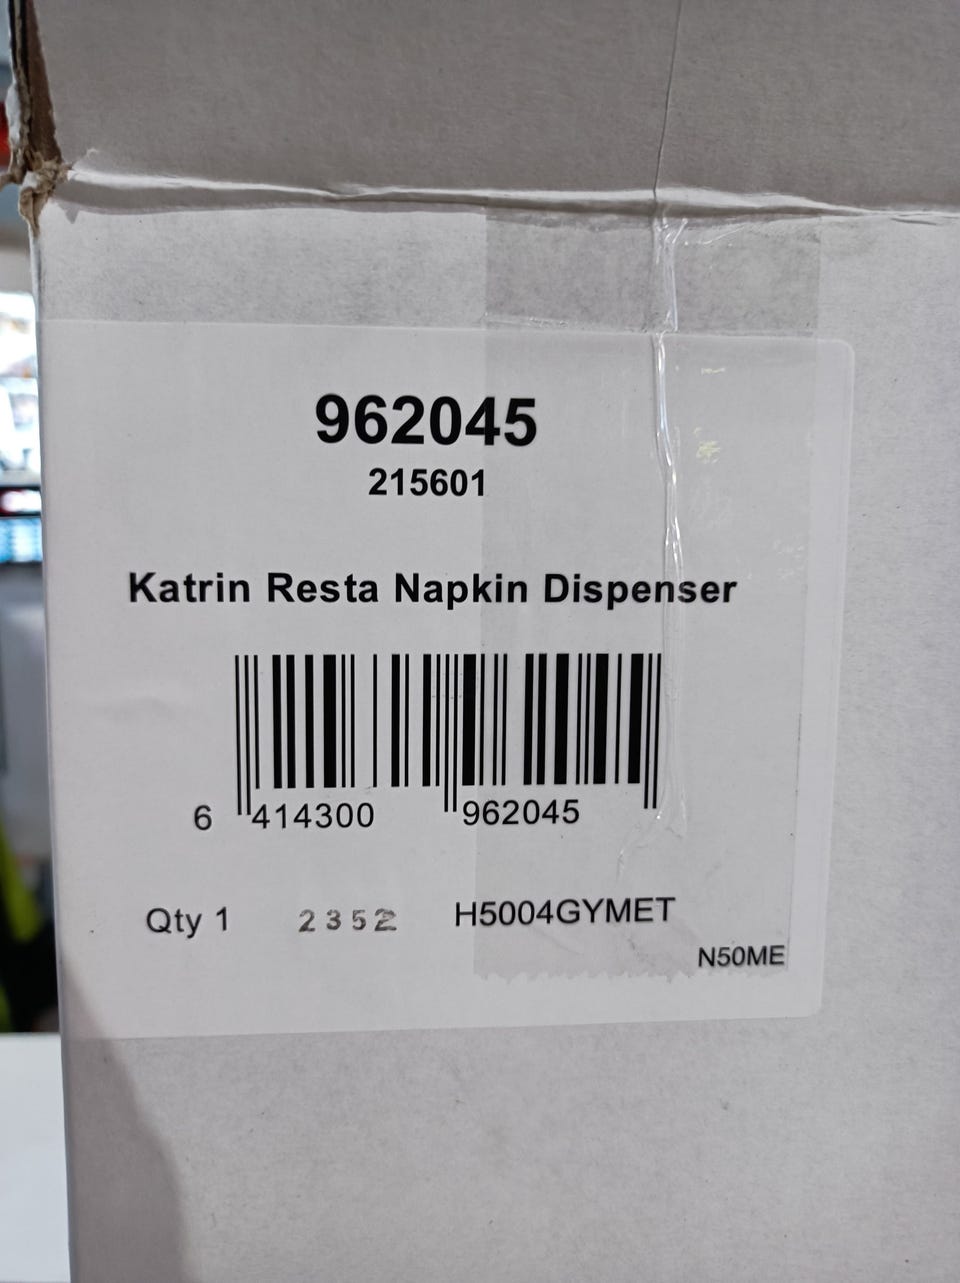 962045
215601
Katrin Resta Napkin Dispenser
6 414300 962045
Qty 1 2352 H5004GYMET
N50ME